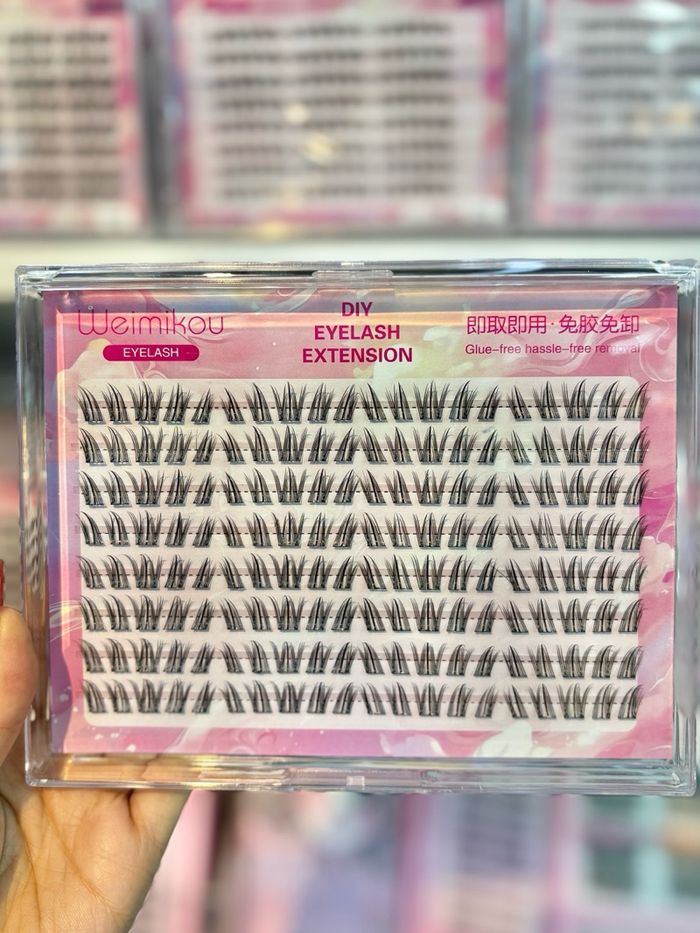 Weimikou
EYELASH
DIY
EYELASH
EXTENSION
即取即用·免胶免卸
Glue-free hassle-free removal